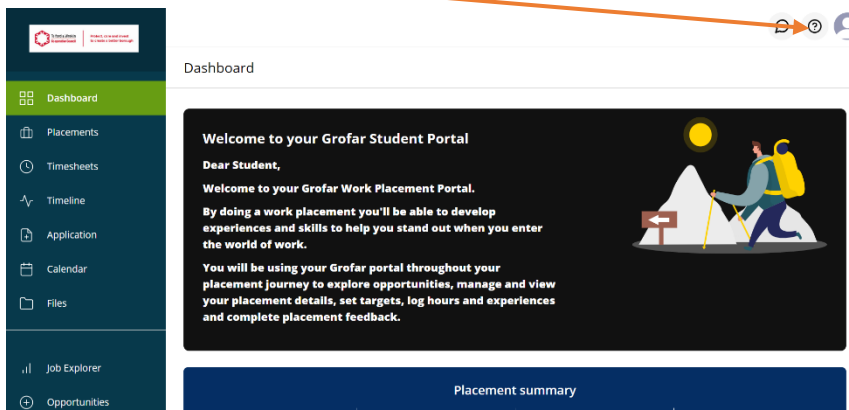 Dashboard
Dashboard
Placements
Timesheets
Timeline
Application
Calendar
Files
Job Explorer
Opportunities
Welcome to your Grofar Student Portal
Dear Student,
Welcome to your Grofar Work Placement Portal.
By doing a work placement you'll be able to develop
experiences and skills to help you stand out when you enter
the world of work.
You will be using your Grofar portal throughout your
placement journey to explore opportunities, manage and view
your placement details, set targets, log hours and experiences
and complete placement feedback.
Placement summary